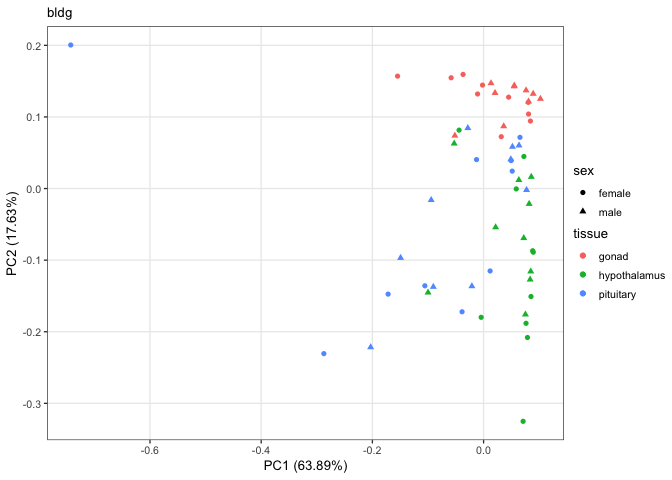 bldg
0.2
0.1
0.0
-0.1
-0.2
-0.3
PC2 (17.63%)
-0.6
-0.4
-0.2
0.0
PC1 (63.89%)
sex
female
male
tissue
gonad
hypothalamus
pituitary